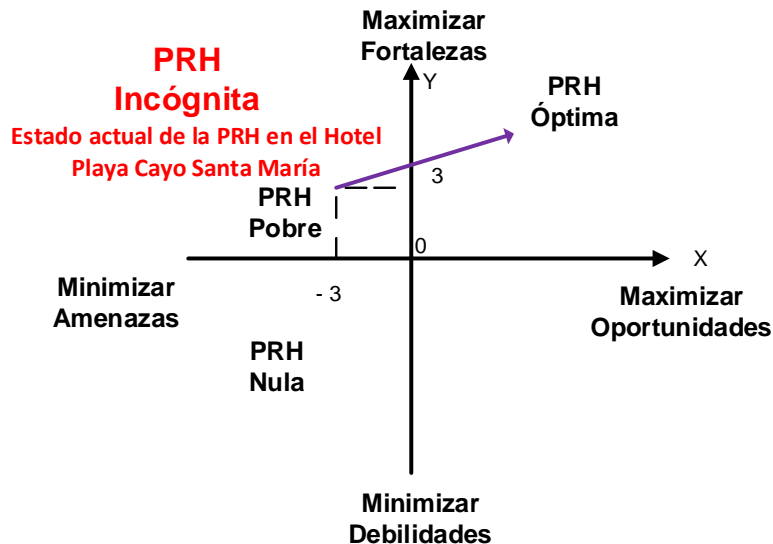 Maximizar
Fortalezas
PRH
Incógnita
Estado actual de la PRH en el Hotel
Playa Cayo Santa María
Y
PRH
Óptima
3
PRH
Pobre
0
X
Minimizar
Amenazas
- 3
Maximizar
Oportunidades
PRH
Nula
Minimizar
Debilidades